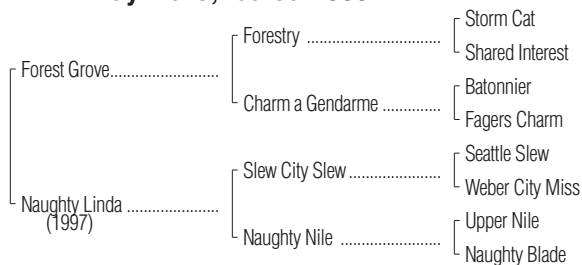 Forestry .......................................
Storm Cat
Shared Interest
Forest Grove................................
Charm a Gendarme .................
Batonnier
Fagers Charm
Slew City Slew...........................
Seattle Slew
Weber City Miss
Naughty Linda ...........................
(1997)
Naughty Nile .............................
Upper Nile
Naughty Blade